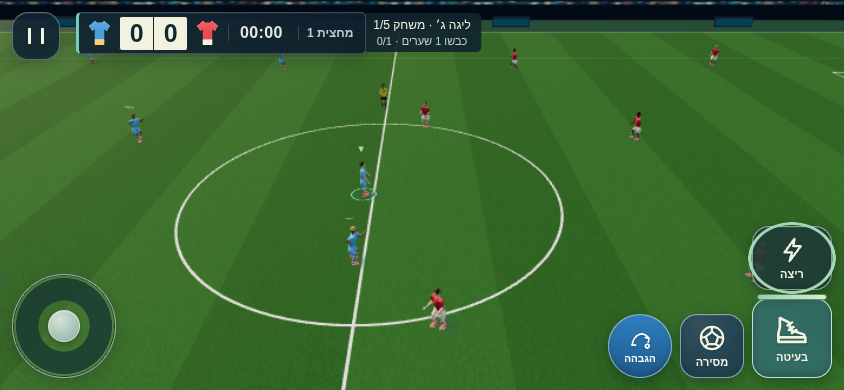 0 0
00:00
מחצית 1
ליגה ג׳ · משחק 1/5
כבשו 1 שערים · 0/1
ריצה
בעיטה
מסירה
הגבהה